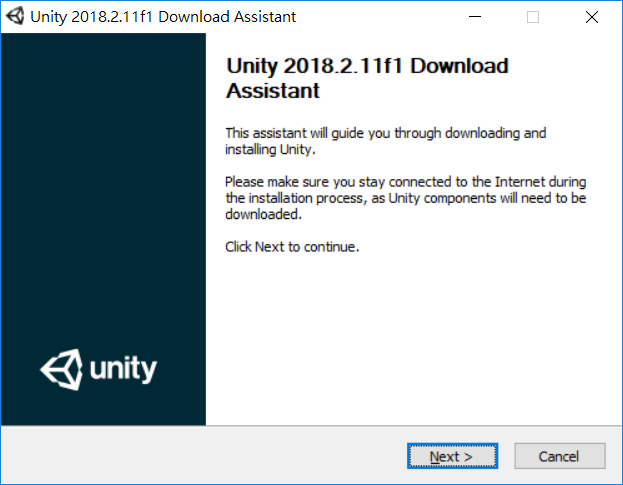 Unity 2018.2.11f1 Download Assistant
Unity 2018.2.11f1 Download
Assistant
This assistant will guide you through downloading and
installing Unity.
Please make sure you stay connected to the Internet during
the installation process, as Unity components will need to be
downloaded.
Click Next to continue.
unity
Next >
Cancel